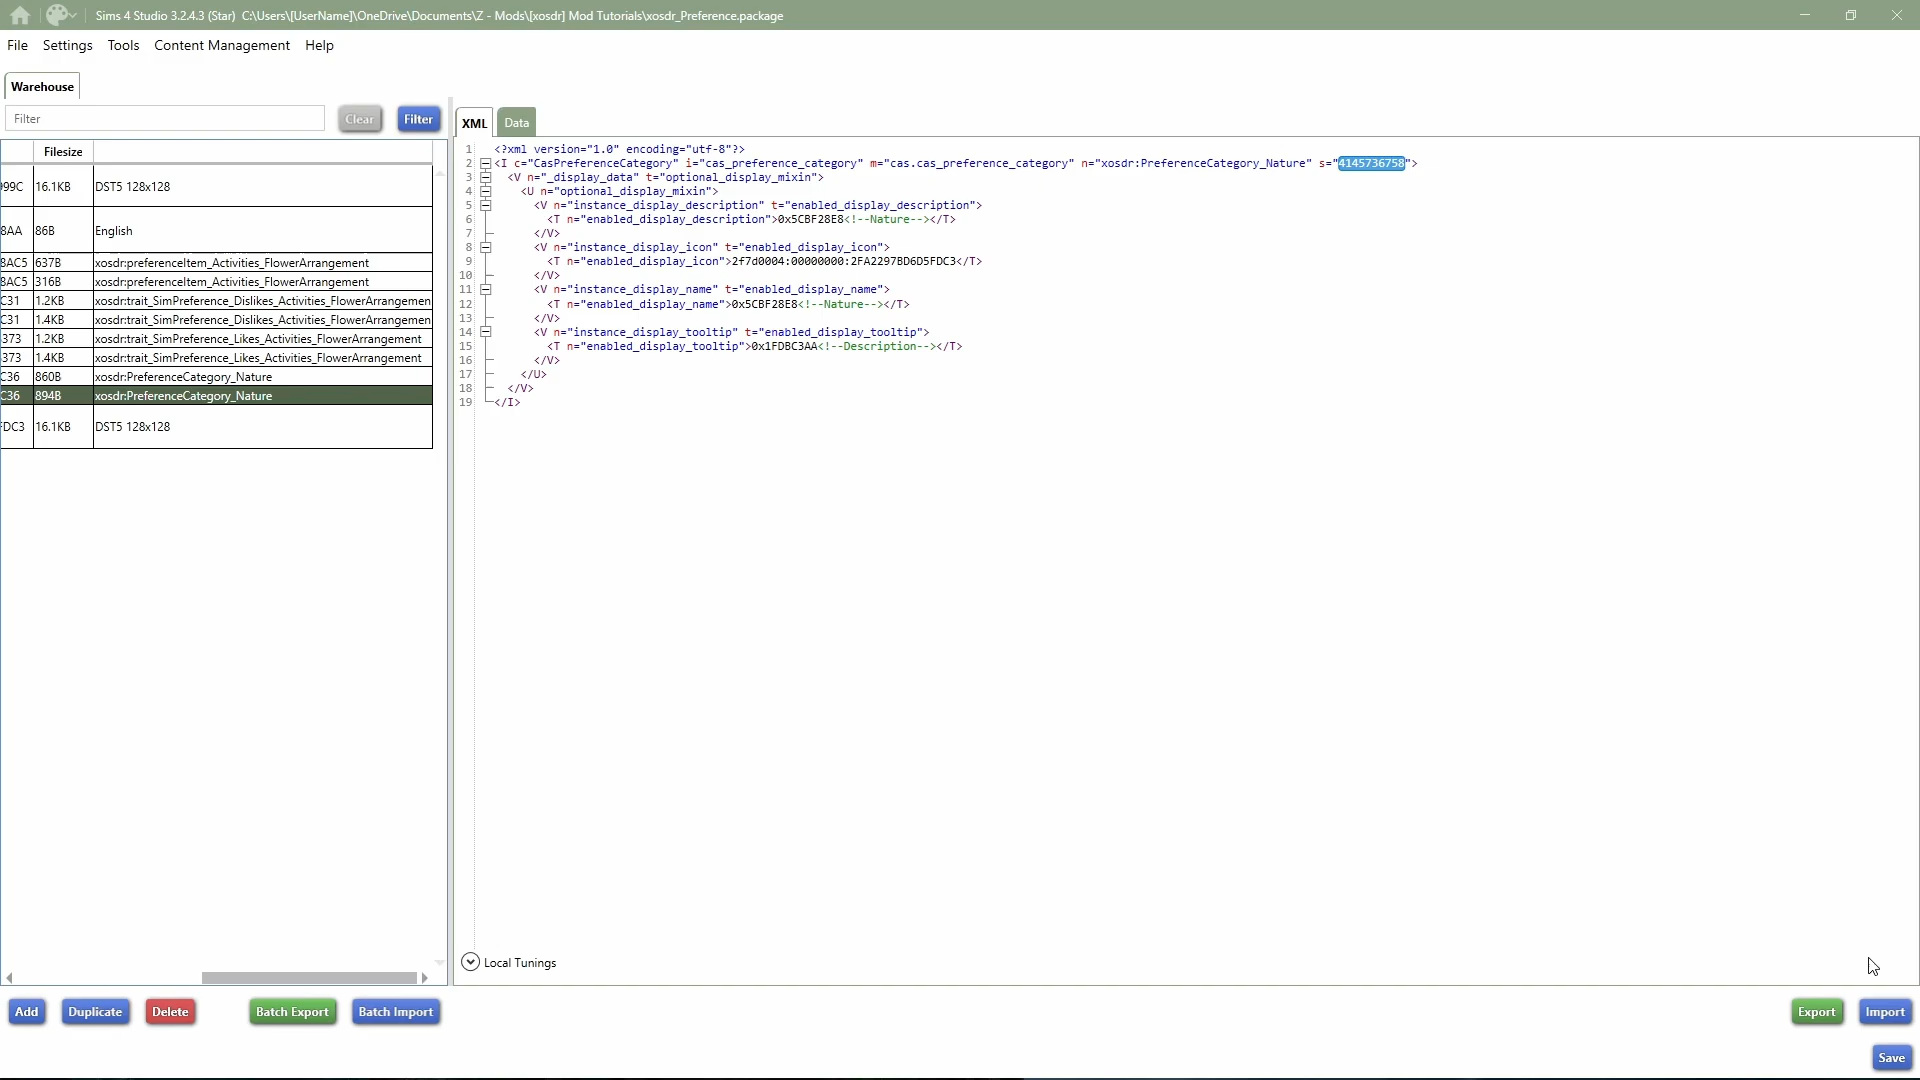 Sims 4 Studio 3.2.4.3 (Star) C:\Users\[UserName]\OneDrive\Documents\Z - Mods\[xosdr] Mod Tutorials\xosdr_Preference.package
File Settings Tools Content Management Help
Warehouse
Filter Clear Filter
XML Data
Filesize
999C 16.1KB DST5 128x128
8AA 86B English
8AC5 637B xosdr:preferenceItem_Activities_FlowerArrangement
8AC5 316B xosdr:preferenceItem_Activities_FlowerArrangement
C31 1.2KB xosdr:trait_SimPreference_Dislikes_Activities_FlowerArrangemen
C31 1.4KB xosdr:trait_SimPreference_Dislikes_Activities_FlowerArrangemen
373 1.2KB xosdr:trait_SimPreference_Likes_Activities_FlowerArrangement
373 1.4KB xosdr:trait_SimPreference_Likes_Activities_FlowerArrangement
C36 860B xosdr:PreferenceCategory_Nature
C36 894B xosdr:PreferenceCategory_Nature
FDC3 16.1KB DST5 128x128
1 <?xml version="1.0" encoding="utf-8"?>
2 <I c="CasPreferenceCategory" i="cas_preference_category" m="cas.cas_preference_category" n="xosdr:PreferenceCategory_Nature" s="4145736758">
3 <V n="_display_data" t="optional_display_mixin">
4 <U n="optional_display_mixin">
5 <V n="instance_display_description" t="enabled_display_description">
6 <T n="enabled_display_description">0x5CBF28E8<!--Nature--></T>
7 </V>
8 <V n="instance_display_icon" t="enabled_display_icon">
9 <T n="enabled_display_icon">2f7d0004:00000000:2FA2297BD6D5FDC3</T>
10 </V>
11 <V n="instance_display_name" t="enabled_display_name">
12 <T n="enabled_display_name">0x5CBF28E8<!--Nature--></T>
13 </V>
14 <V n="instance_display_tooltip" t="enabled_display_tooltip">
15 <T n="enabled_display_tooltip">0x1FDBC3AA<!--Description--></T>
16 </V>
17 </U>
18 </V>
19 </I>
Local Tunings
Add Duplicate Delete Batch Export Batch Import Export Import
Save